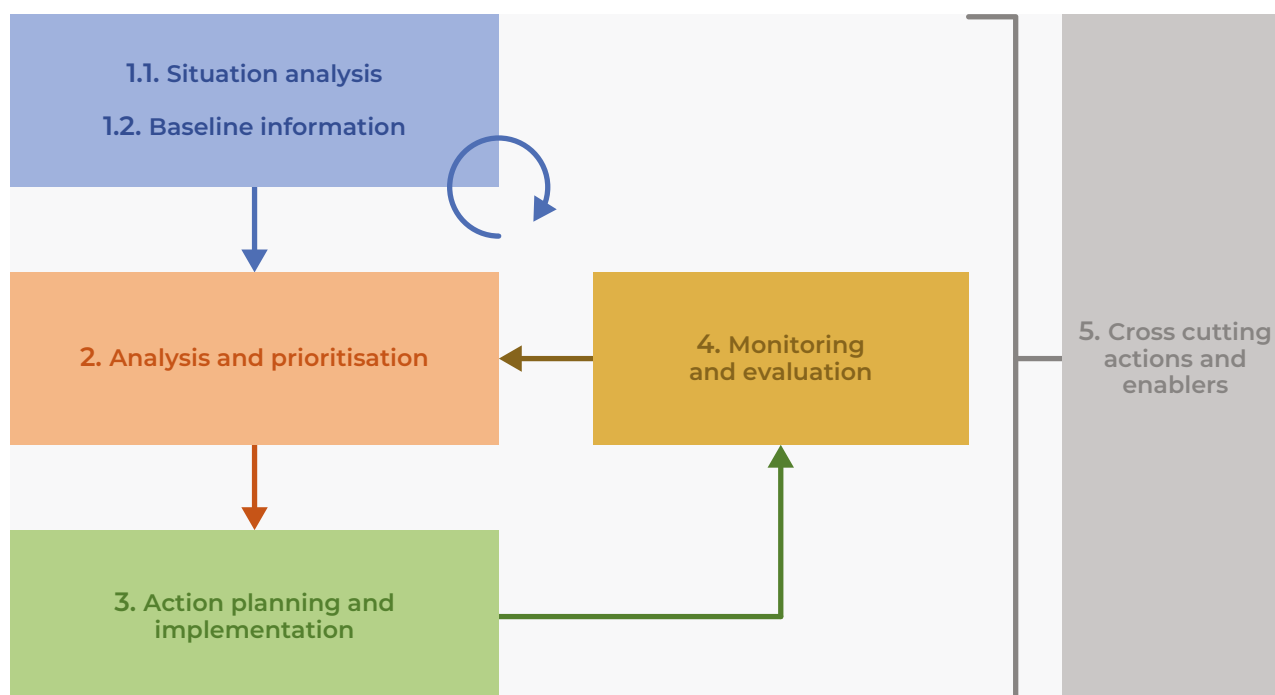 1.1. Situation analysis
1.2. Baseline information
2. Analysis and prioritisation
4. Monitoring
and evaluation
5. Cross cutting
actions and
enablers
3. Action planning and
implementation